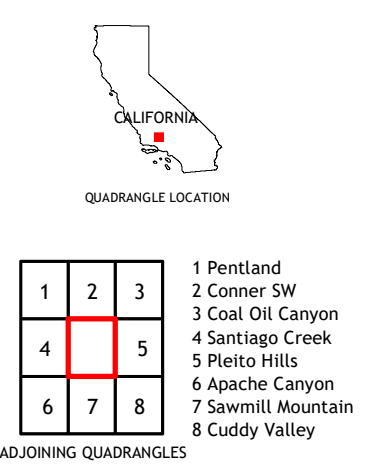 CALIFORNIA
QUADRANGLE LOCATION
1 2 3
4 5
6 7 8
ADJOINING QUADRANGLES
1 Pentland
2 Conner SW
3 Coal Oil Canyon
4 Santiago Creek
5 Pleito Hills
6 Apache Canyon
7 Sawmill Mountain
8 Cuddy Valley